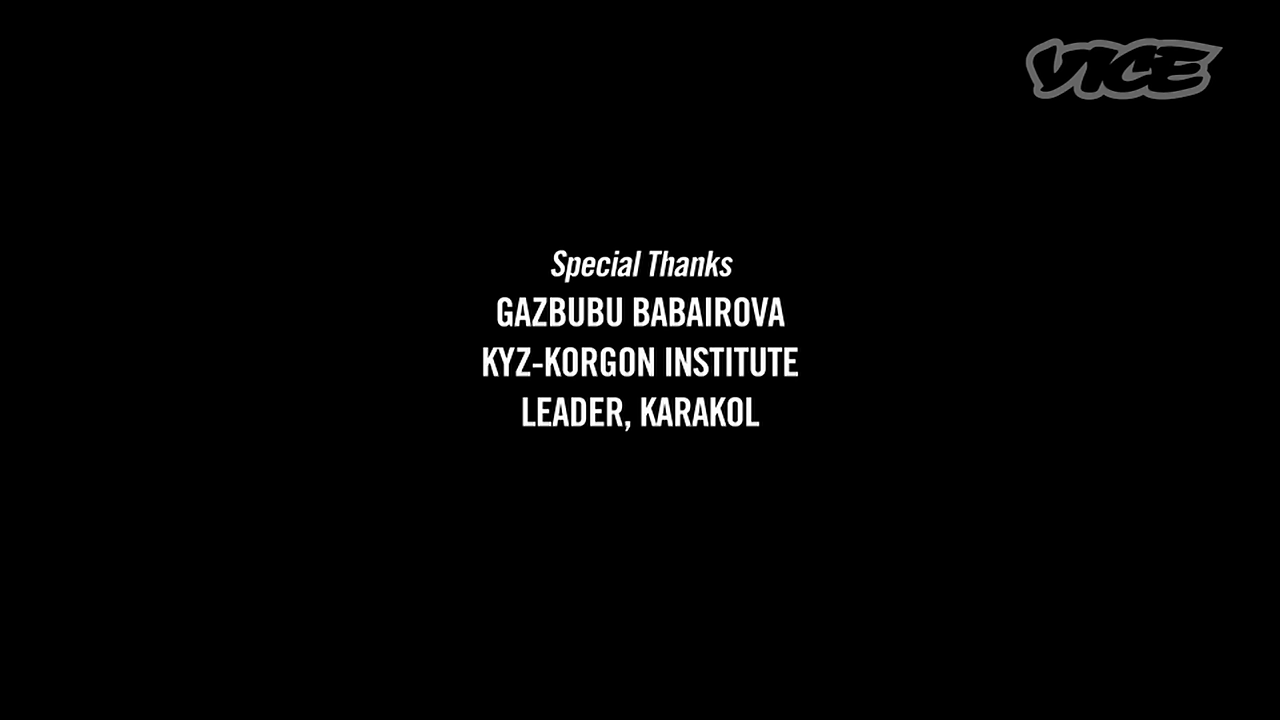 VICE
Special Thanks
GAZBUBU BABAIROVA
KYZ-KORGON INSTITUTE
LEADER, KARAKOL